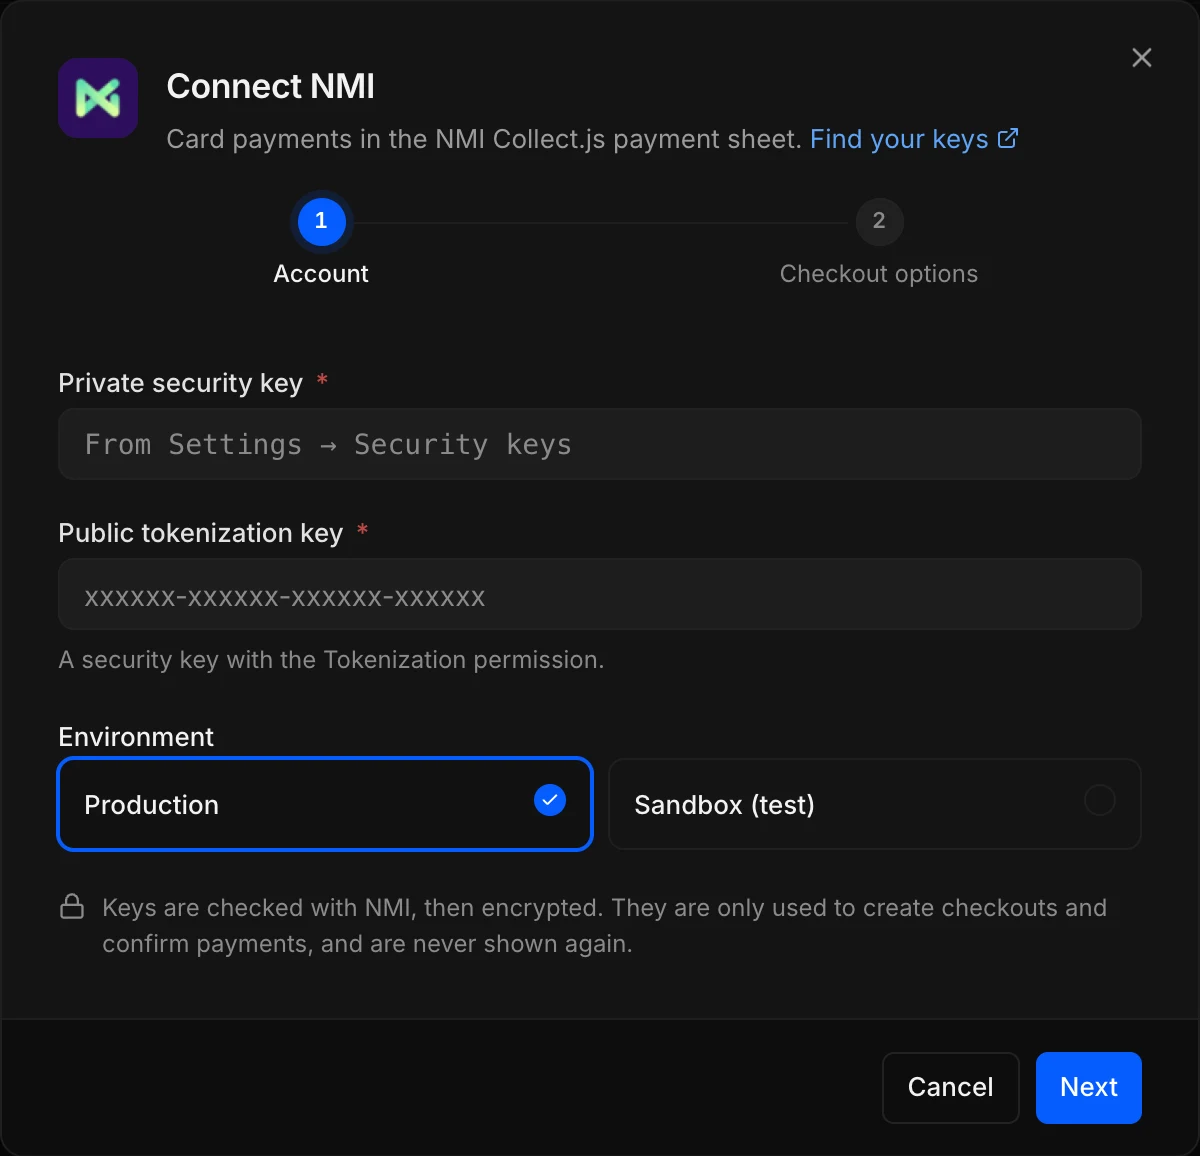 Connect NMI
Card payments in the NMI Collect.js payment sheet. Find your keys
1
2
Account
Checkout options
Private security key *
From Settings → Security keys
Public tokenization key *
xxxxxx-xxxxxx-xxxxxx-xxxxxx
A security key with the Tokenization permission.
Environment
Production
Sandbox (test)
Keys are checked with NMI, then encrypted. They are only used to create checkouts and
confirm payments, and are never shown again.
Cancel
Next